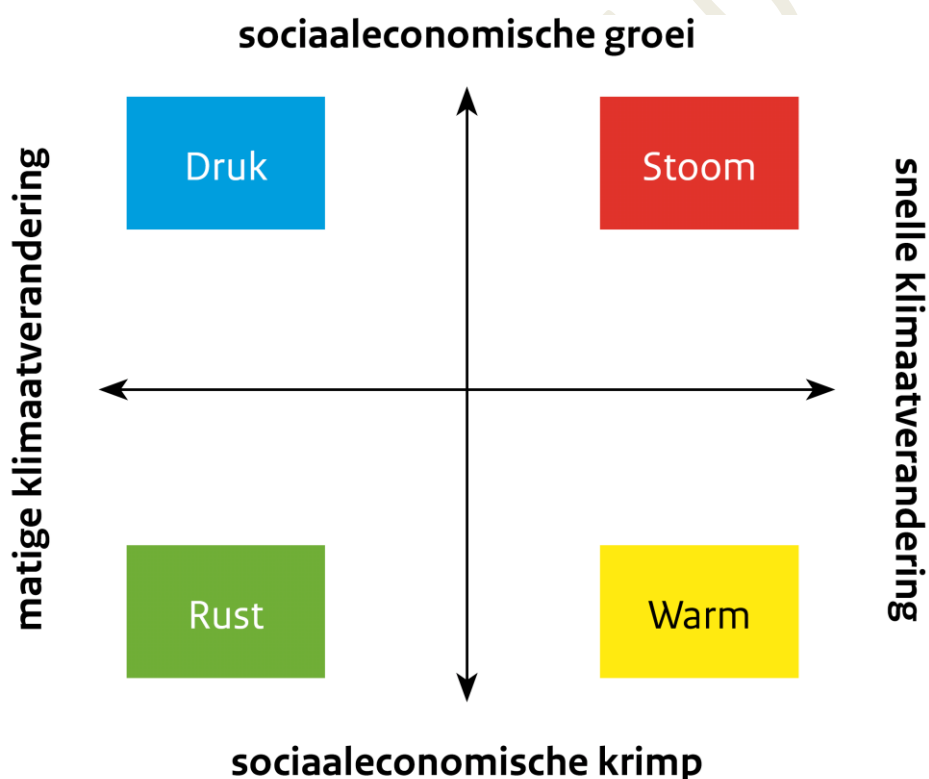 sociaaleconomische groei
Druk
Stoom
matige klimaatverandering
snelle klimaatverandering
Rust
Warm
sociaaleconomische krimp